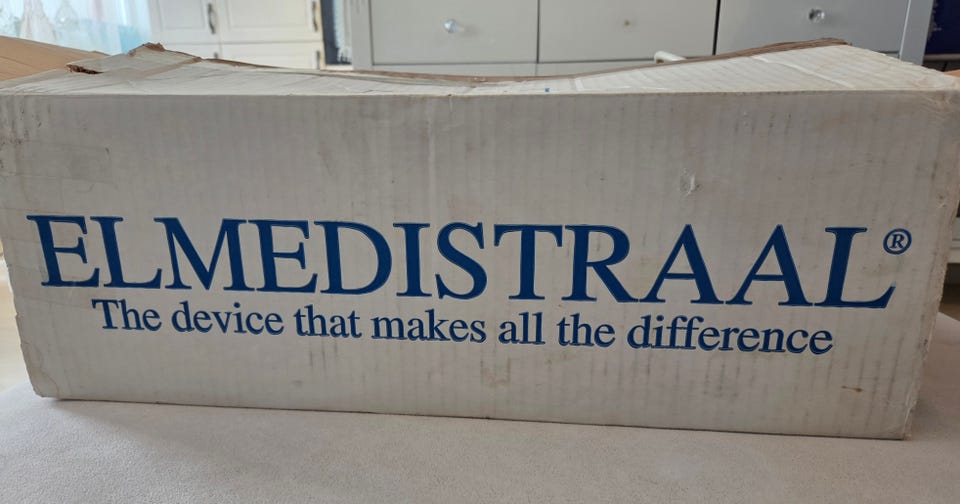 ELMEDISTRAAL®
The device that makes all the difference